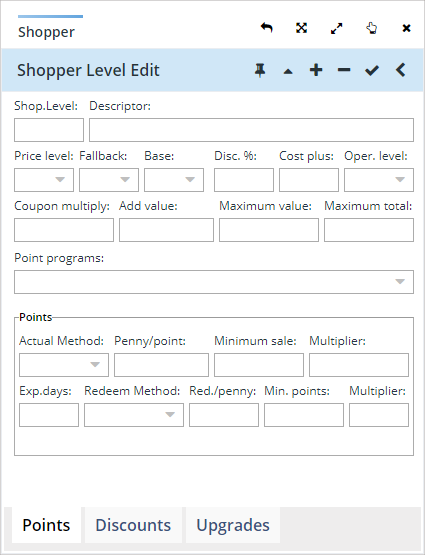 Shopper
Shopper Level Edit
Shop.Level: Descriptor:
Price level: Fallback: Base: Disc. %: Cost plus: Oper. level:
Coupon multiply: Add value: Maximum value: Maximum total:
Point programs:
Points
Actual Method: Penny/point: Minimum sale: Multiplier:
Exp.days: Redeem Method: Red./penny: Min. points: Multiplier:
Points Discounts Upgrades